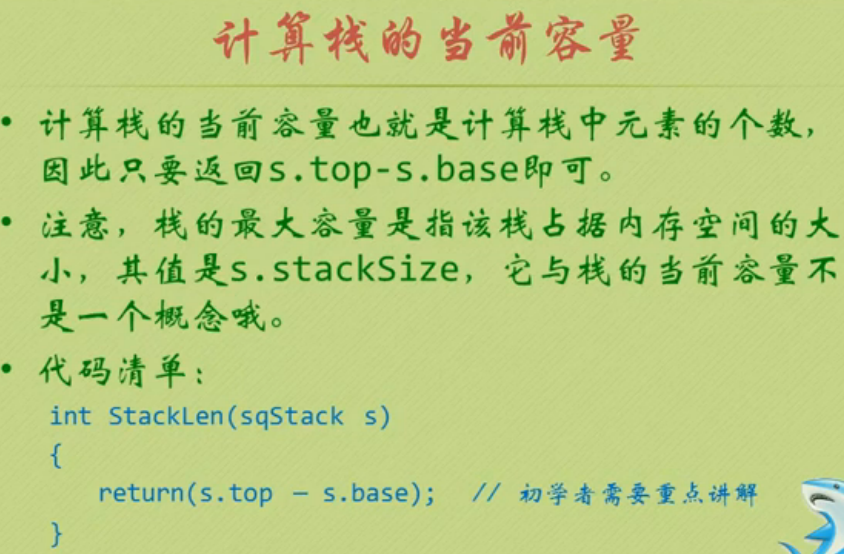 计算栈的当前容量
• 计算栈的当前容量也就是计算栈中元素的个数，
因此只要返回s.top-s.base即可。
• 注意，栈的最大容量是指该栈占据内存空间的大
小，其值是s.stackSize，它与栈的当前容量不
是一个概念哦。
• 代码清单：
int StackLen(sqStack s)
{
return(s.top – s.base); // 初学者需要重点讲解
}